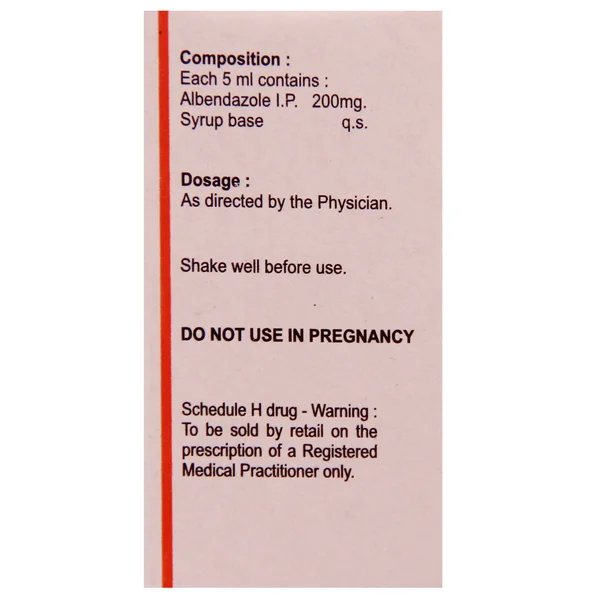 Composition :
Each 5 ml contains :
Albendazole I.P. 200mg.
Syrup base q.s.
Dosage :
As directed by the Physician.
Shake well before use.
DO NOT USE IN PREGNANCY
Schedule H drug - Warning :
To be sold by retail on the
prescription of a Registered
Medical Practitioner only.